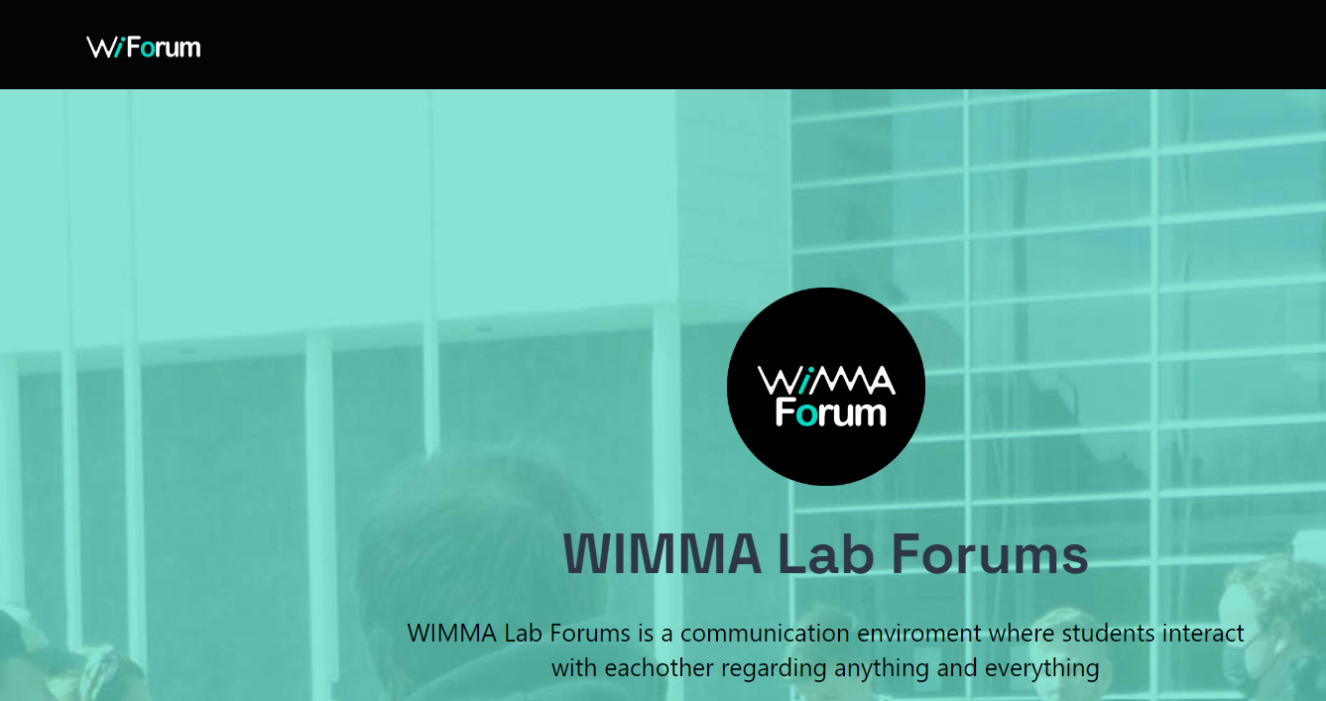 WiForum
WiMMA
Forum
WIMMA Lab Forums
WIMMA Lab Forums is a communication enviroment where students interact
with eachother regarding anything and everything